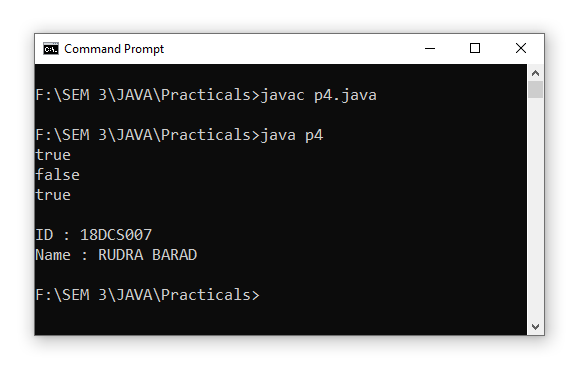 Command Prompt
F:\SEM 3\JAVA\Practicals>javac p4.java
F:\SEM 3\JAVA\Practicals>java p4
true
false
true
ID : 18DCS007
Name : RUDRA BARAD
F:\SEM 3\JAVA\Practicals>